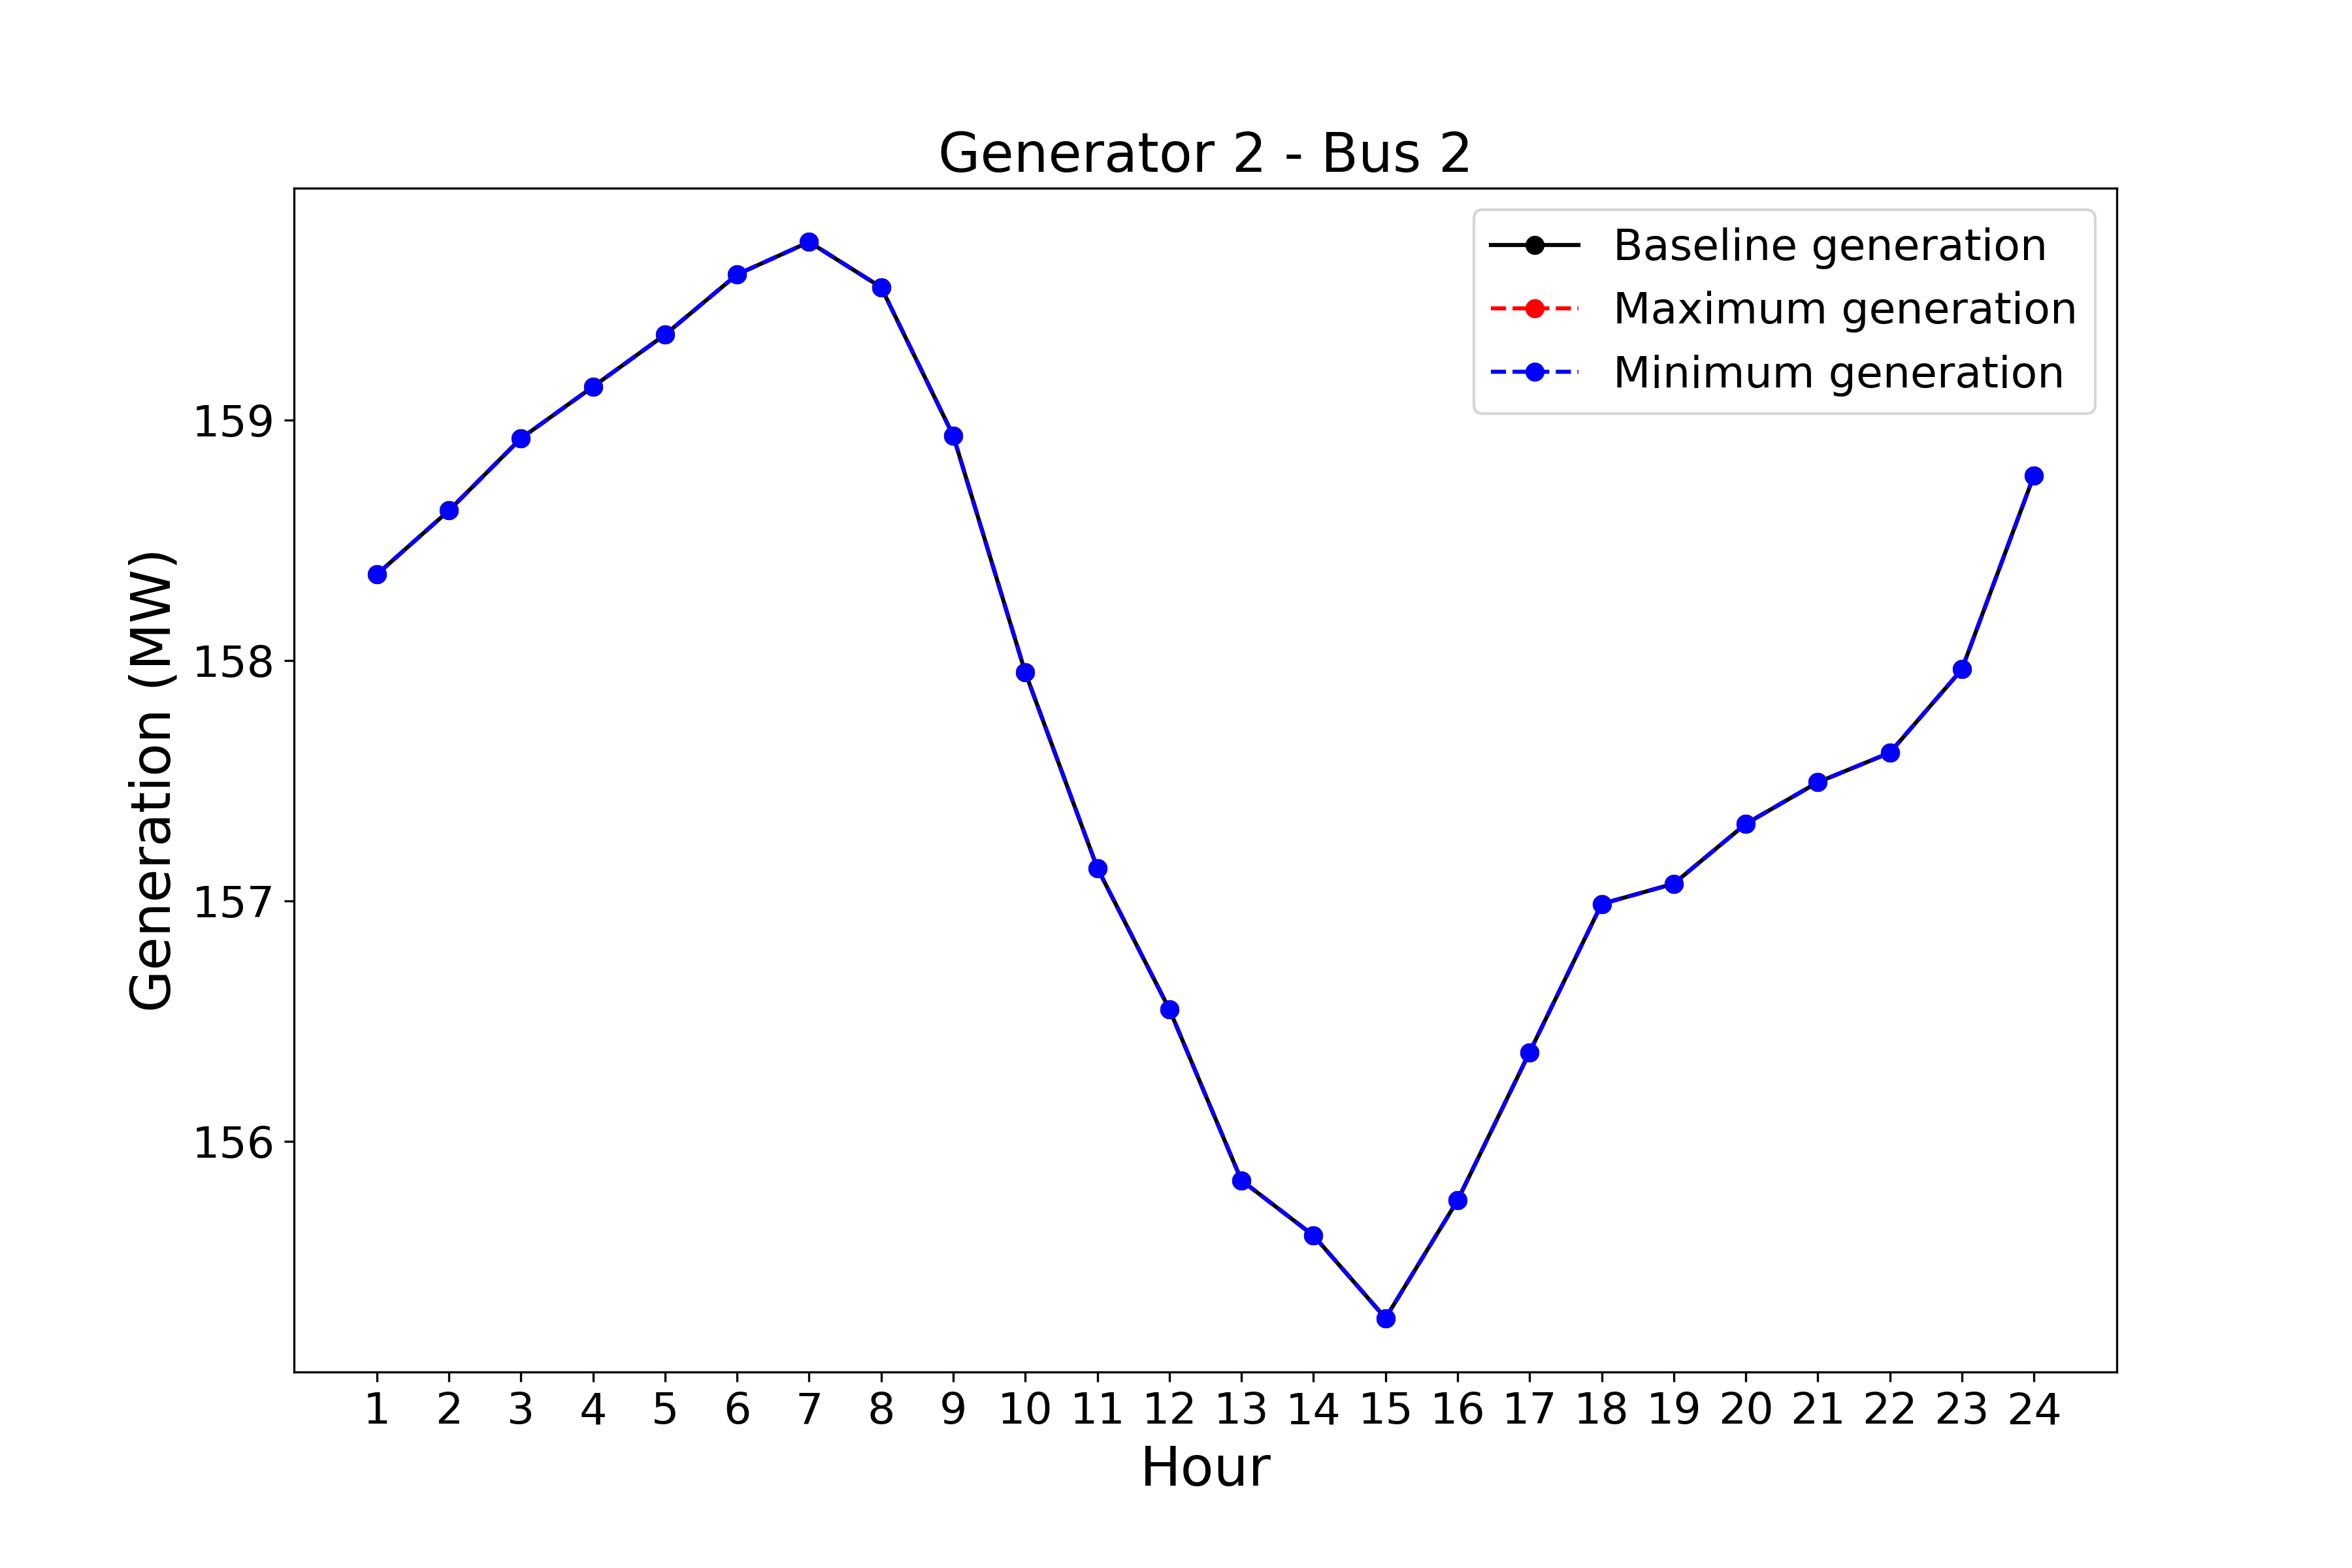 Generator 2 - Bus 2
Baseline generation
Maximum generation
Minimum generation
Generation (MW)
159
158
157
156
1 2 3 4 5 6 7 8 9 10 11 12 13 14 15 16 17 18 19 20 21 22 23 24
Hour